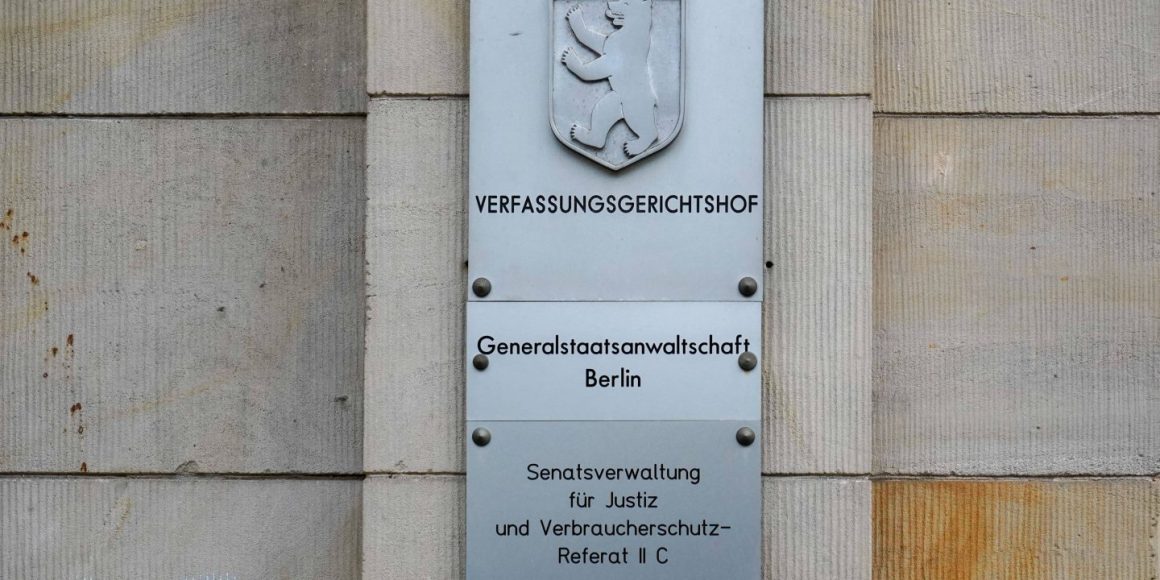 VERFASSUNGSGERICHTSHOF
Generalstaatsanwaltschaft
Berlin
Senatsverwaltung
für Justiz
und Verbraucherschutz-
Referat II C